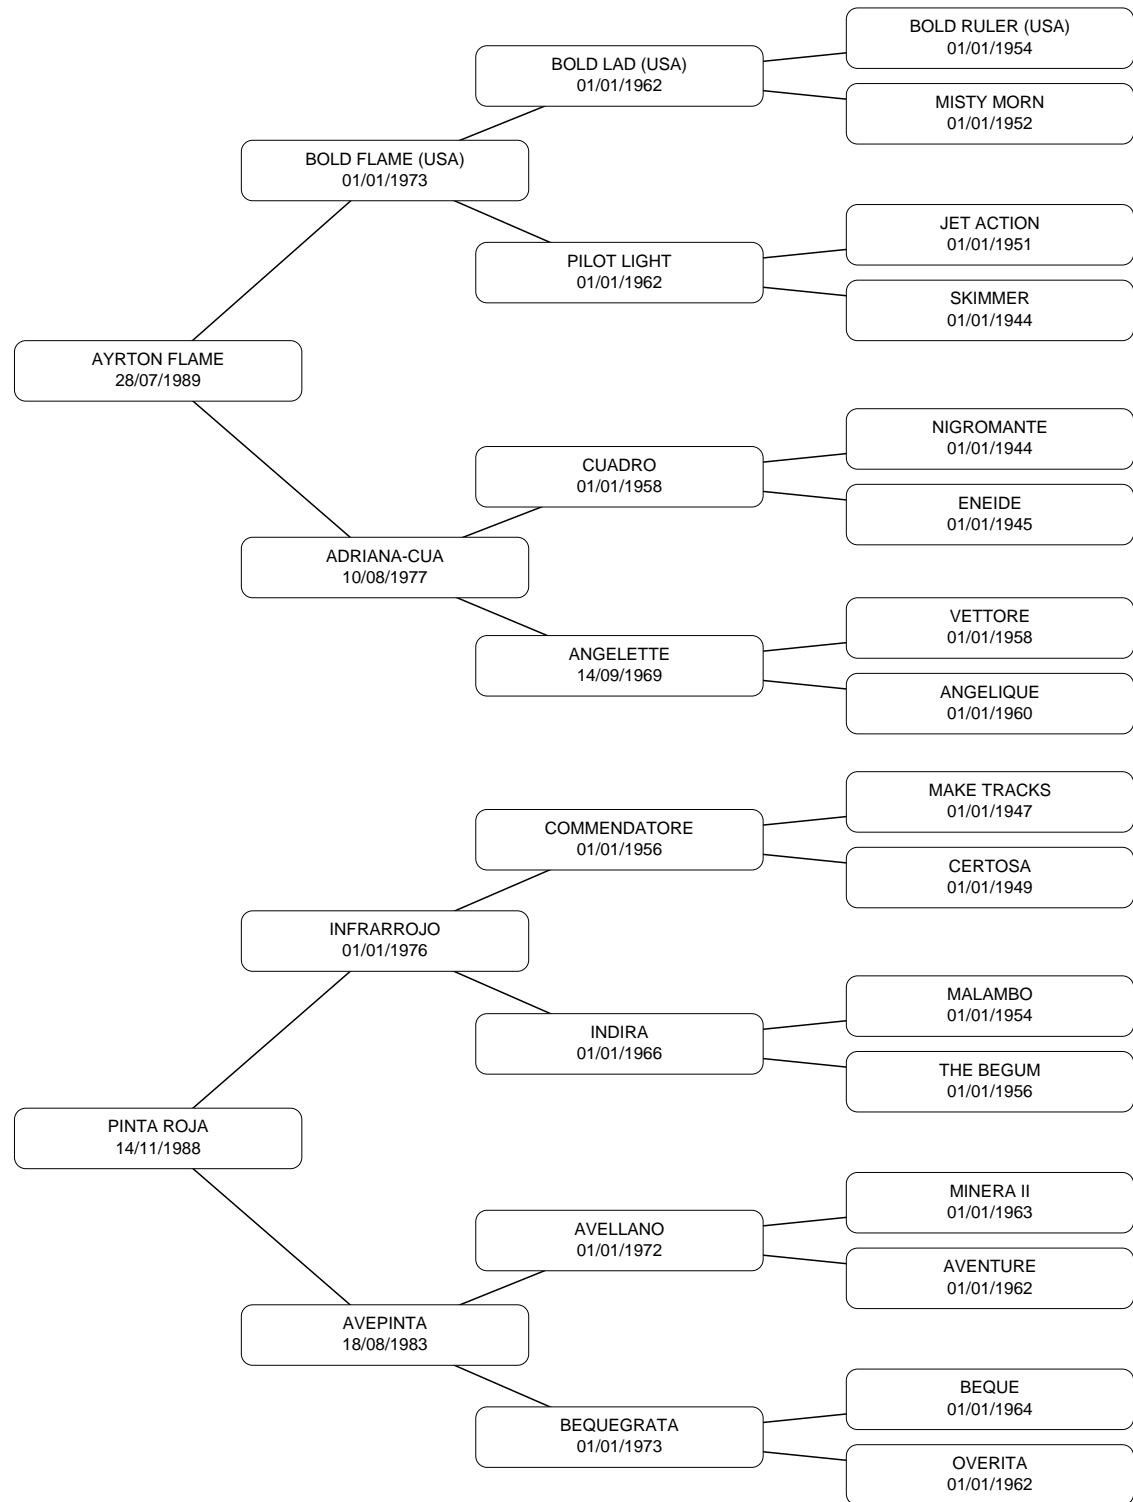 BOLD RULER (USA)
01/01/1954
BOLD LAD (USA)
01/01/1962
MISTY MORN
01/01/1952
BOLD FLAME (USA)
01/01/1973
JET ACTION
01/01/1951
PILOT LIGHT
01/01/1962
SKIMMER
01/01/1944
AYRTON FLAME
28/07/1989
NIGROMANTE
01/01/1944
CUADRO
01/01/1958
ENEIDE
01/01/1945
ADRIANA-CUA
10/08/1977
VETTORE
01/01/1958
ANGELETTE
14/09/1969
ANGELIQUE
01/01/1960
MAKE TRACKS
01/01/1947
COMMENDATORE
01/01/1956
CERTOSA
01/01/1949
INFRARROJO
01/01/1976
MALAMBO
01/01/1954
INDIRA
01/01/1966
THE BEGUM
01/01/1956
PINTA ROJA
14/11/1988
MINERA II
01/01/1963
AVELLANO
01/01/1972
AVENTURE
01/01/1962
AVEPINTA
18/08/1983
BEQUE
01/01/1964
BEQUEGRATA
01/01/1973
OVERITA
01/01/1962